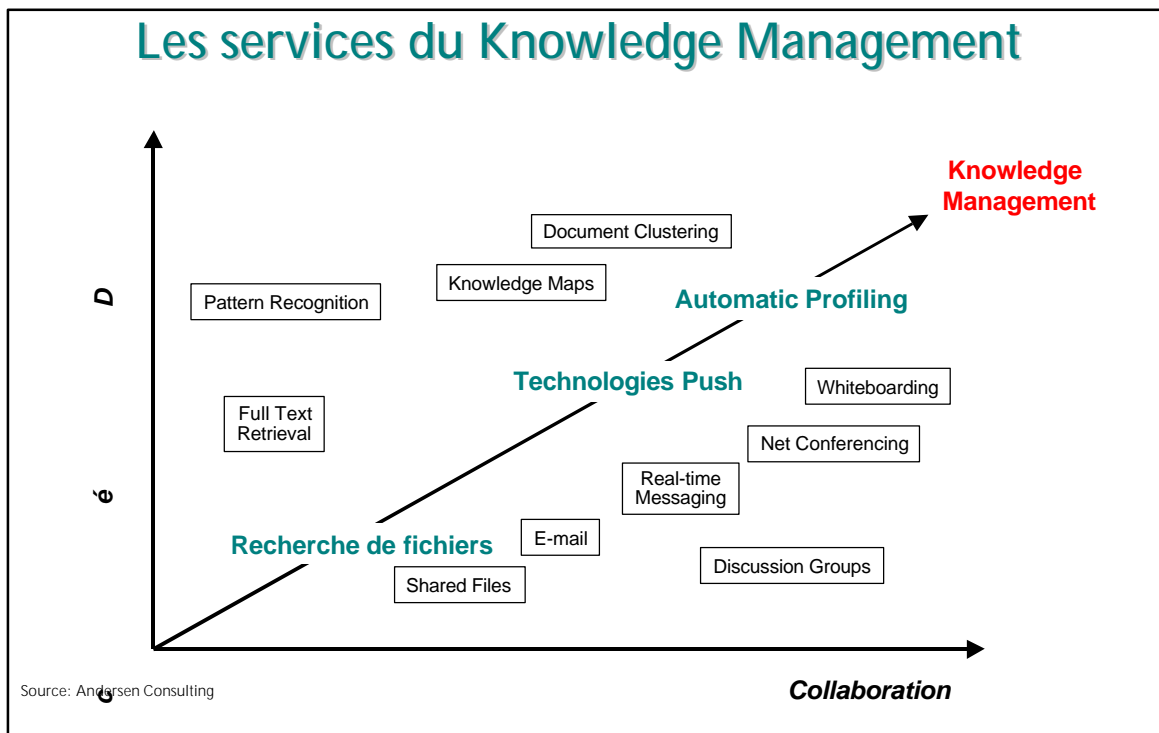 Les services du Knowledge Management
Knowledge
Management
Document Clustering
Knowledge Maps
Pattern Recognition
Automatic Profiling
Technologies Push
Whiteboarding
Full Text
Retrieval
Net Conferencing
Real-time
Messaging
E-mail
Recherche de fichiers
Discussion Groups
Shared Files
D
é
c
Source: Andersen Consulting
Collaboration